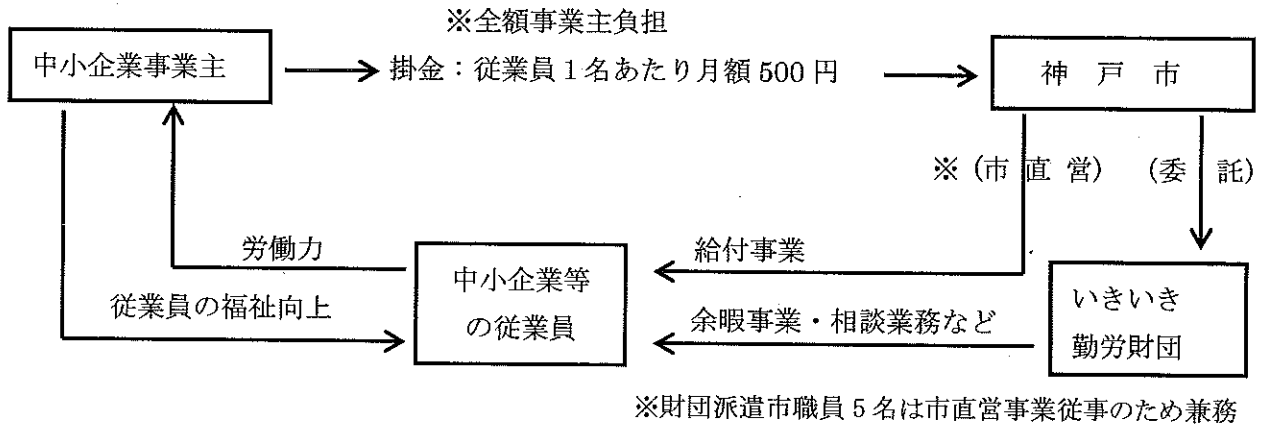 ※全額事業主負担
中小企業事業主
掛金：従業員１名あたり月額 500 円
神 戸 市
※（市 直 営）
（委 託）
労働力
給付事業
中小企業等
の従業員
いきいき
勤労財団
従業員の福祉向上
余暇事業・相談業務など
※財団派遣市職員 5 名は市直営事業従事のため兼務